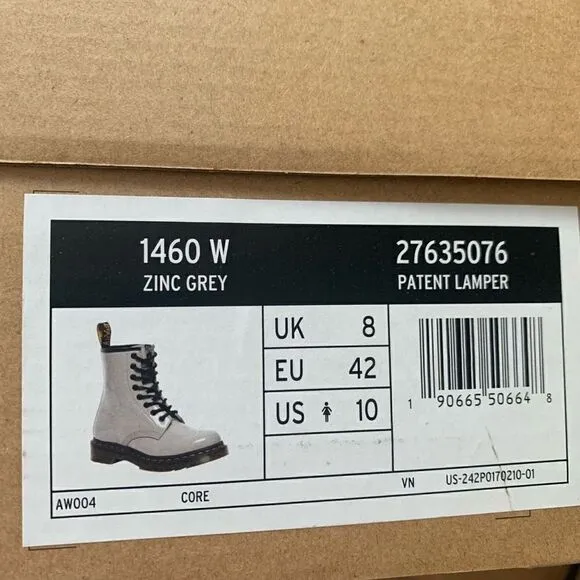 1460 W
ZINC GREY
27635076
PATENT LAMPER
UK 8
EU 42
US 10
1 90665 50664 8
AW004
CORE
VN
US-242P0170210-01